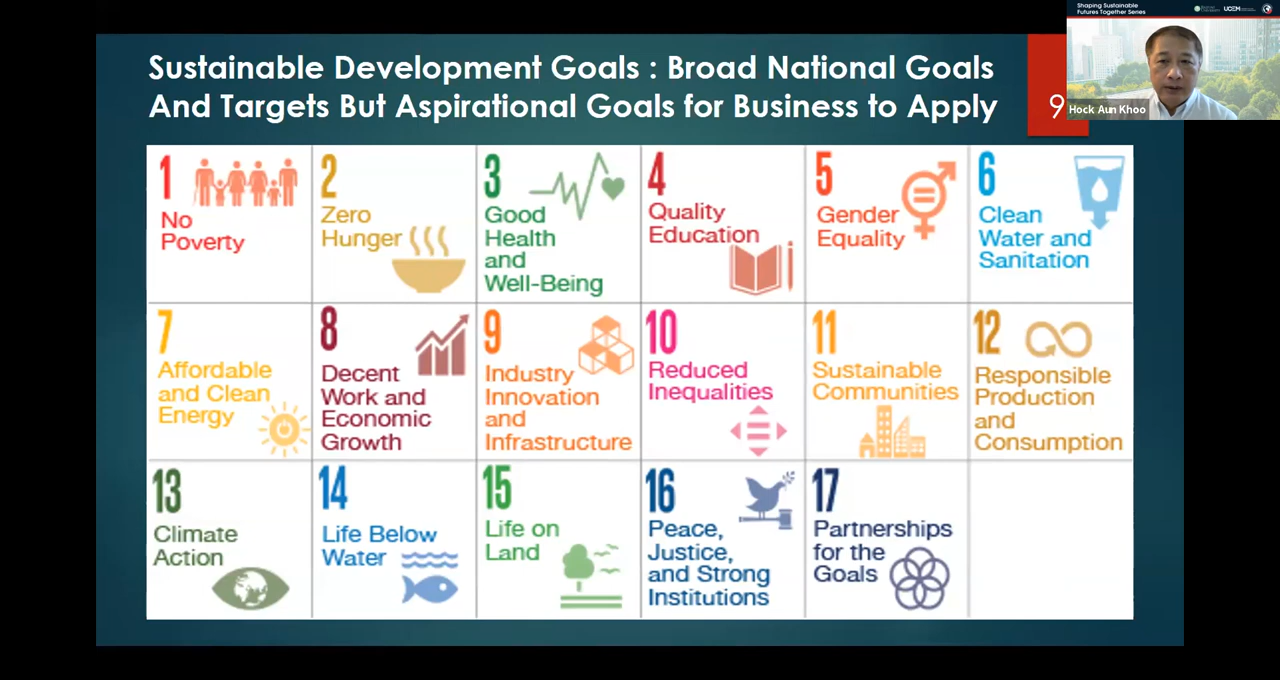 Sustainable Development Goals : Broad National Goals
And Targets But Aspirational Goals for Business to Apply
9
Shaping Sustainable
Futures Together Series
UCEM
Hock Aun Khoo
1
No
Poverty
2
Zero
Hunger
3
Good
Health
and
Well-Being
4
Quality
Education
5
Gender
Equality
6
Clean
Water and
Sanitation
7
Affordable
and Clean
Energy
8
Decent
Work and
Economic
Growth
9
Industry
Innovation
and
Infrastructure
10
Reduced
Inequalities
11
Sustainable
Communities
12
Responsible
Production
and
Consumption
13
Climate
Action
14
Life Below
Water
15
Life on
Land
16
Peace,
Justice,
and Strong
Institutions
17
Partnerships
for the
Goals